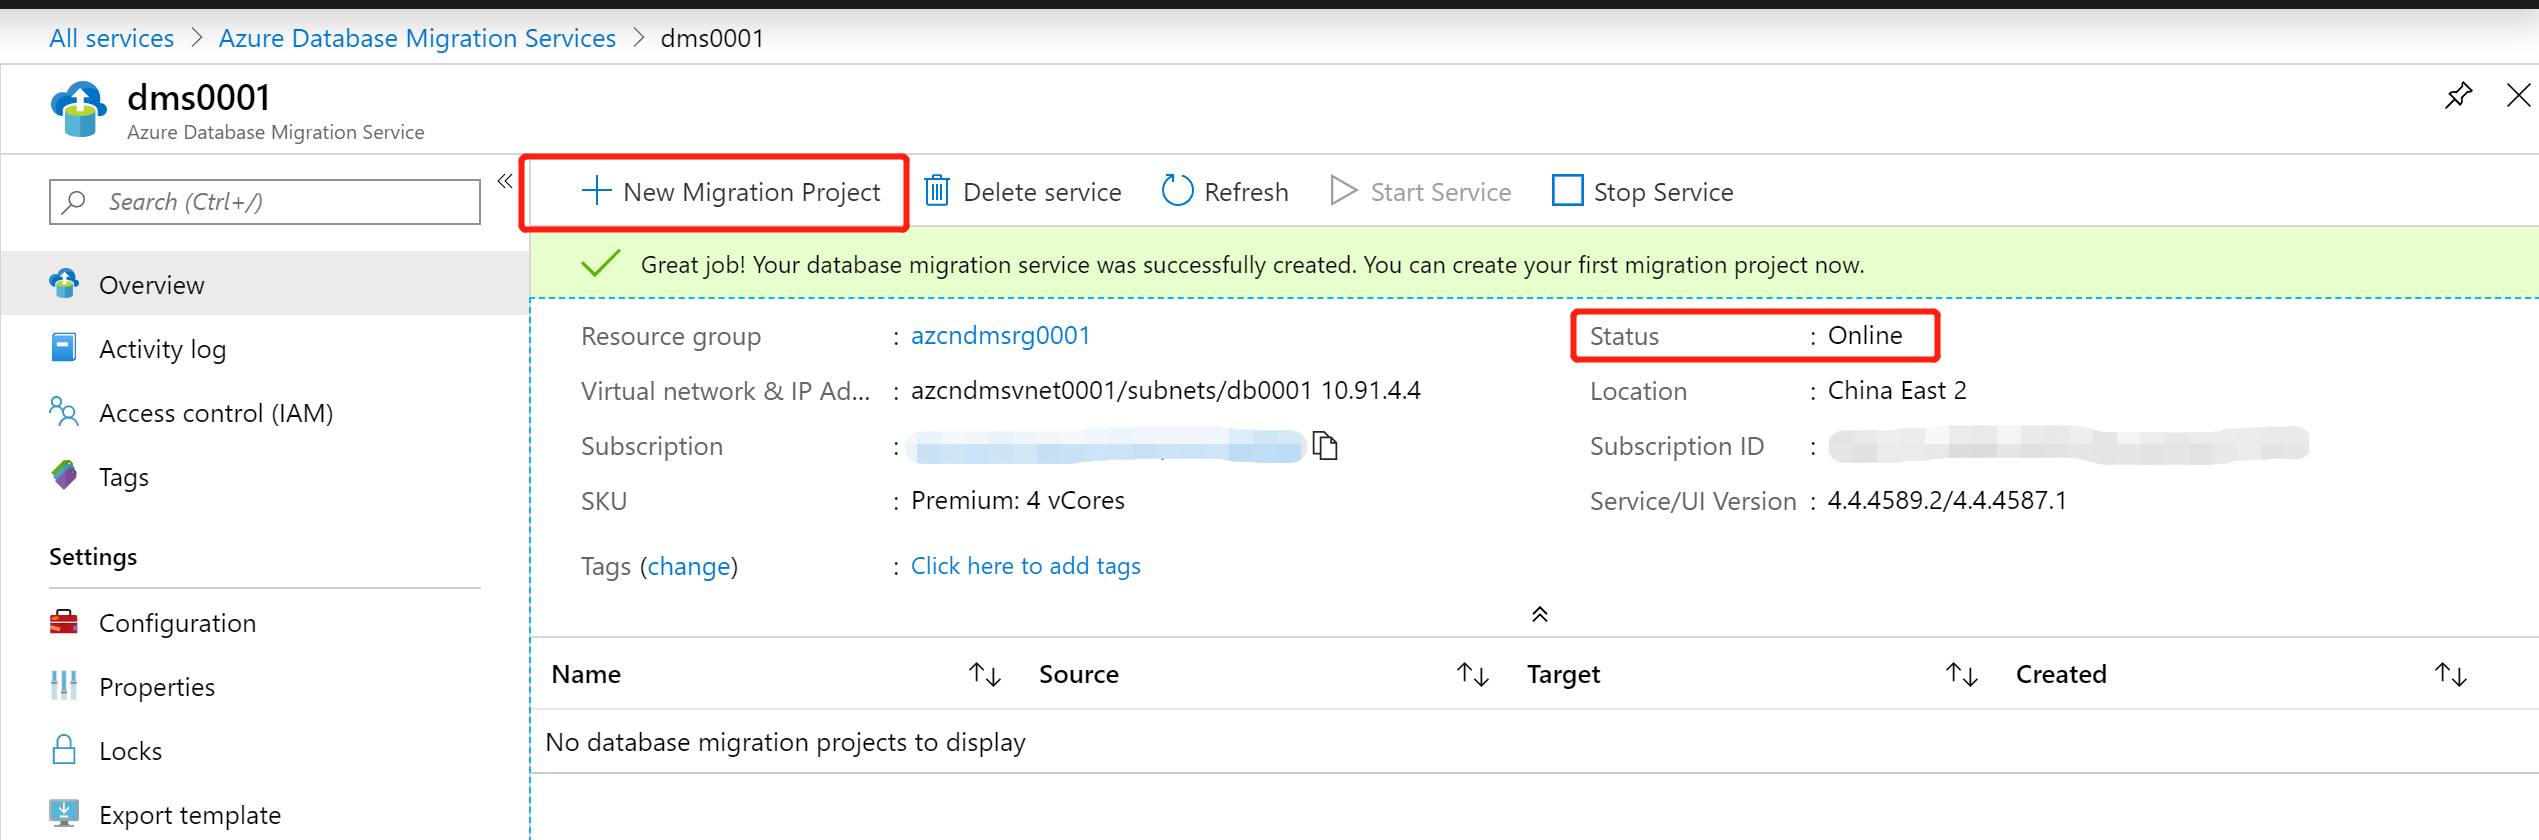 All services > Azure Database Migration Services > dms0001
dms0001
Azure Database Migration Service
Search (Ctrl+/)
«
New Migration Project
Delete service
Refresh
Start Service
Stop Service
Great job! Your database migration service was successfully created. You can create your first migration project now.
Overview
Activity log
Access control (IAM)
Tags
Settings
Configuration
Properties
Locks
Export template
Resource group : azcndmsrg0001
Virtual network & IP Ad... : azcndmsvnet0001/subnets/db0001 10.91.4.4
Subscription :
SKU : Premium: 4 vCores
Tags (change) : Click here to add tags
Status : Online
Location : China East 2
Subscription ID :
Service/UI Version : 4.4.4589.2/4.4.4587.1
Name Source Target Created
No database migration projects to display